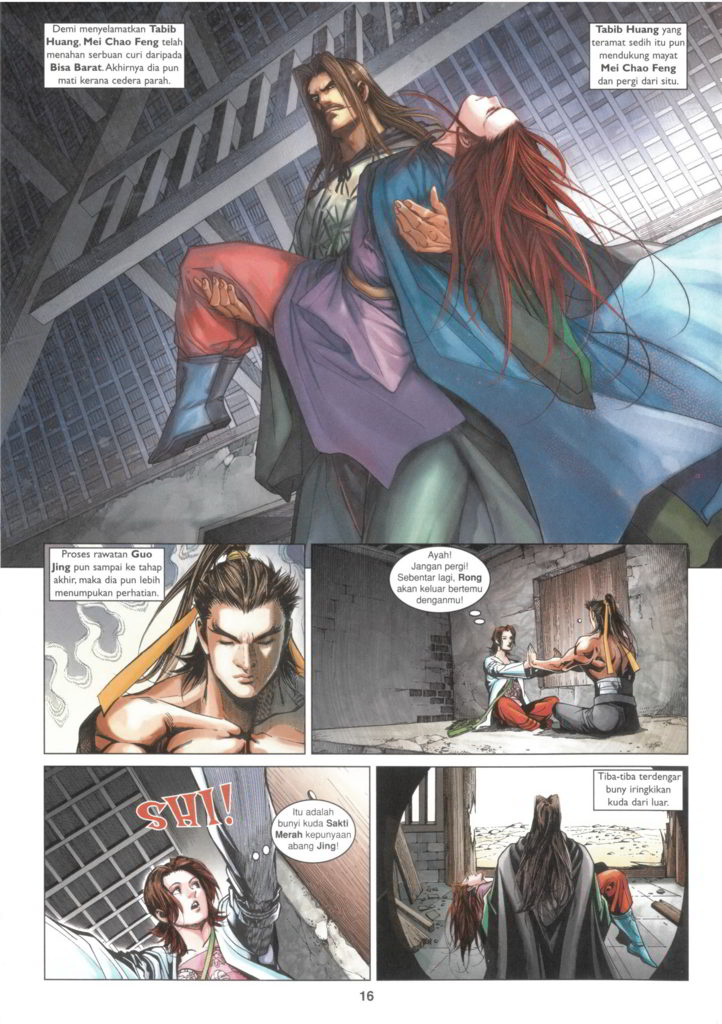 Demi menyelamatkan Tabib
Huang, Mei Chao Feng telah
menahan serbuan curi daripada
Bisa Barat. Akhirnya dia pun
mati kerana cedera parah.
Tabib Huang yang
teramat sedih itu pun
mendukung mayat
Mei Chao Feng
dan pergi dari situ.
Proses rawatan Guo
Jing pun sampai ke tahap
akhir, maka dia pun lebih
menumpukan perhatian.
Ayah!
Jangan pergi!
Sebentar lagi, Rong
akan keluar bertemu
denganmu!
SHI!
Itu adalah
bunyi kuda Sakti
Merah kepunyaan
abang Jing!
Tiba-tiba terdengar
buny iringkikan
kuda dari luar.
16